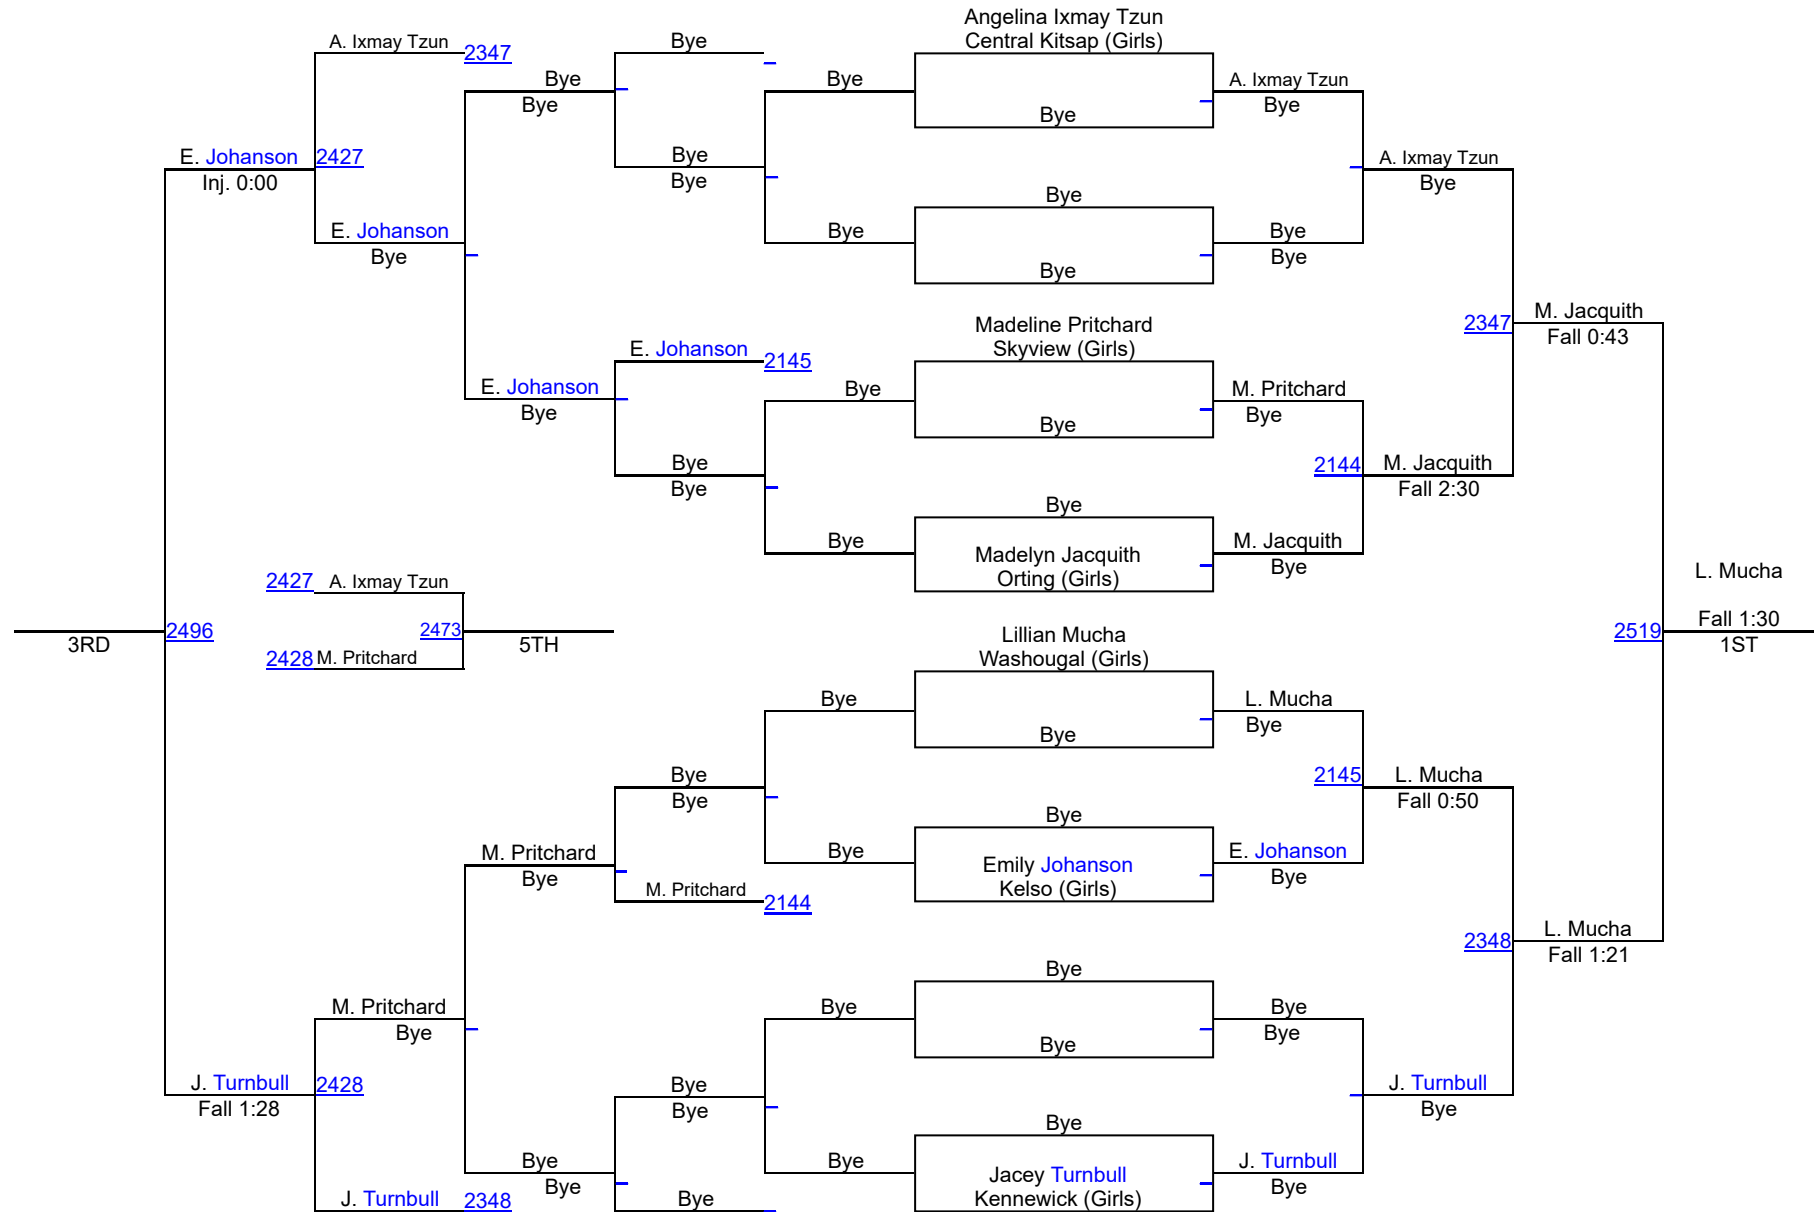 Angelina Ixmay Tzun
Central Kitsap (Girls)
A. Ixmay Tzun
2347
Bye
Bye
Bye
Bye
A. Ixmay Tzun
Bye
Bye
E. Johanson
2427
Inj. 0:00
Bye
Bye
A. Ixmay Tzun
Bye
Bye
E. Johanson
Bye
Bye
Bye
Bye
Bye
Bye
Madeline Pritchard
Skyview (Girls)
2347
M. Jacquith
Fall 0:43
E. Johanson
2145
E. Johanson
Bye
Bye
M. Pritchard
Bye
Bye
Bye
Bye
2144
M. Jacquith
Fall 2:30
Bye
Bye
Madelyn Jacquith
Orting (Girls)
M. Jacquith
Bye
2427
A. Ixmay Tzun
L. Mucha
3RD
2496
2473
5TH
2519
Fall 1:30
1ST
2428
M. Pritchard
Lillian Mucha
Washougal (Girls)
Bye
L. Mucha
Bye
Bye
Bye
Bye
2145
L. Mucha
Fall 0:50
M. Pritchard
Bye
Bye
Bye
Emily Johanson
Kelso (Girls)
E. Johanson
Bye
M. Pritchard
2144
2348
L. Mucha
Fall 1:21
Bye
M. Pritchard
Bye
Bye
Bye
Bye
Bye
J. Turnbull
2428
Fall 1:28
Bye
Bye
J. Turnbull
Bye
Bye
Bye
Bye
Bye
Jacey Turnbull
Kennewick (Girls)
J. Turnbull
Bye
J. Turnbull
2348
Bye